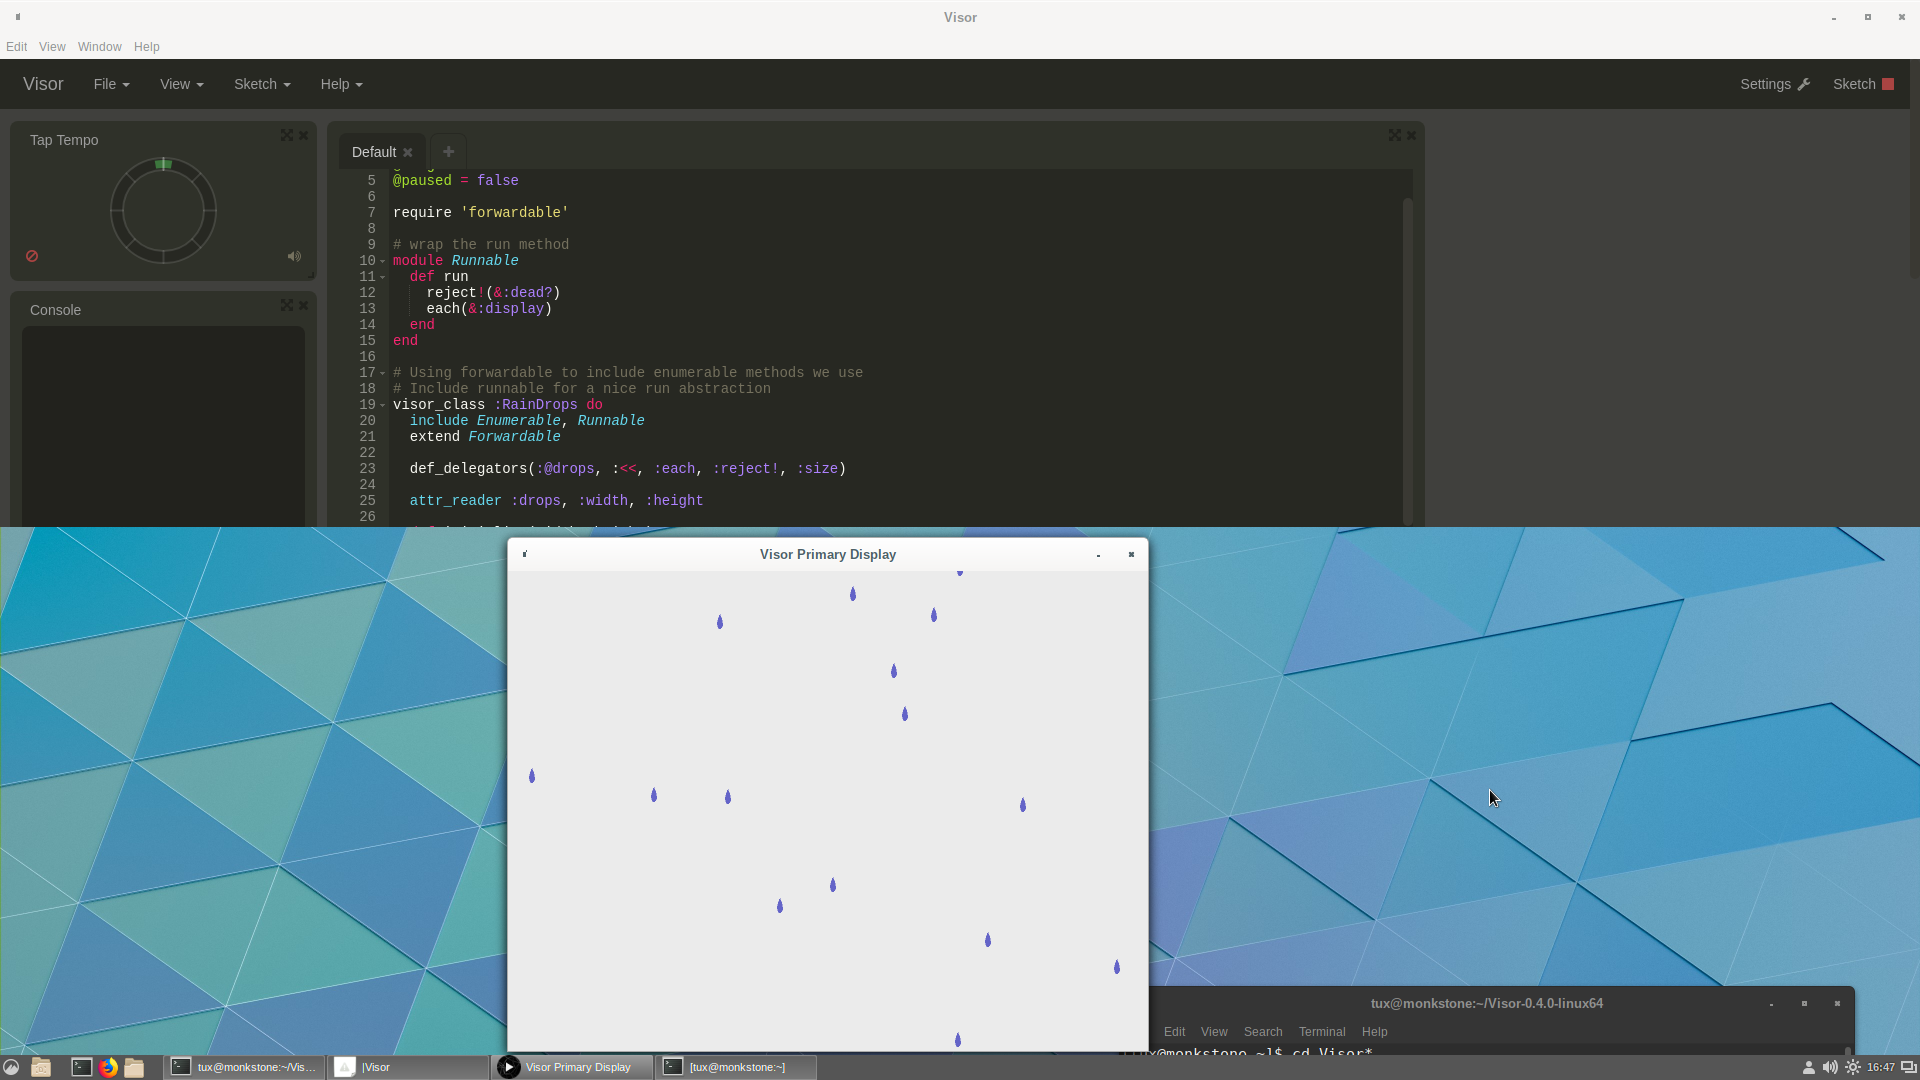 Visor
Edit View Window Help
Visor File View Sketch Help Settings Sketch
Tap Tempo
Console
Default
5 @paused = false
6
7 require 'forwardable'
8
9 # wrap the run method
10 module Runnable
11 def run
12 reject!(&:dead?)
13 each(&:display)
14 end
15 end
16
17 # Using forwardable to include enumerable methods we use
18 # Include runnable for a nice run abstraction
19 visor_class :RainDrops do
20 include Enumerable, Runnable
21 extend Forwardable
22
23 def_delegators(:@drops, :<<, :each, :reject!, :size)
24
25 attr_reader :drops, :width, :height
26
Visor Primary Display
tux@monkstone:~/Visor-0.4.0-linux64
Edit View Search Terminal Help
tux@monkstone ~]$ cd Visor*
tux@monkstone:~/Vis... |Visor Visor Primary Display [tux@monkstone:~] 16:47